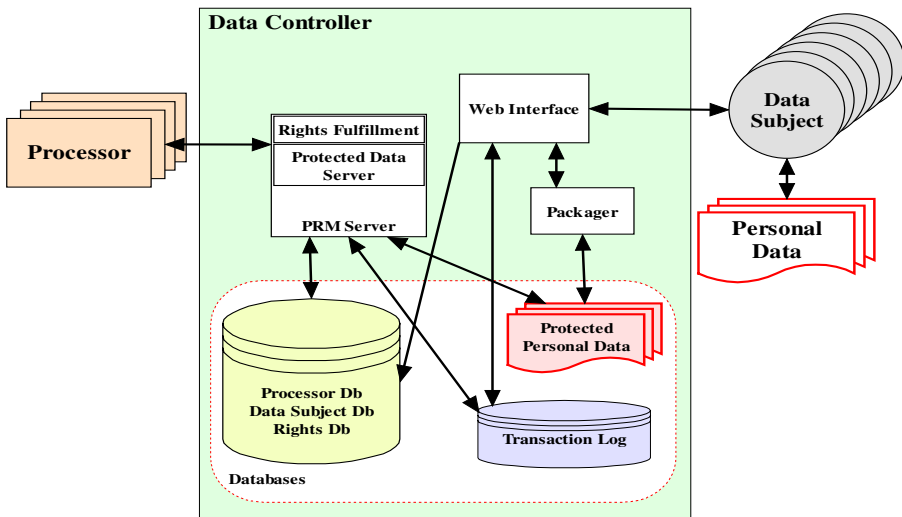 Data Controller
Processor
Rights Fulfillment
Protected Data
Server
PRM Server
Web Interface
Packager
Data
Subject
Personal
Data
Protected
Personal Data
Processor Db
Data Subject Db
Rights Db
Transaction Log
Databases